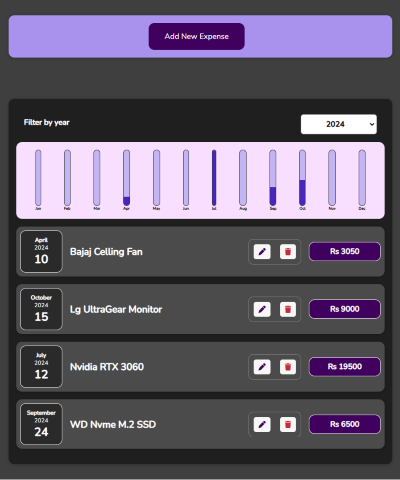 Add New Expense
Filter by year
2024
Jan Feb Mar Apr May Jun Jul Aug Sep Oct Nov Dec
April
2024
10
Bajaj Celling Fan
Rs 3050
October
2024
15
Lg UltraGear Monitor
Rs 9000
July
2024
12
Nvidia RTX 3060
Rs 19500
September
2024
24
WD Nvme M.2 SSD
Rs 6500